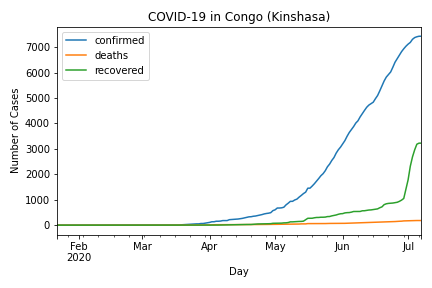 COVID-19 in Congo (Kinshasa)
confirmed
deaths
recovered
Number of Cases
7000
6000
5000
4000
3000
2000
1000
0
Feb Mar Apr May Jun Jul
2020
Day